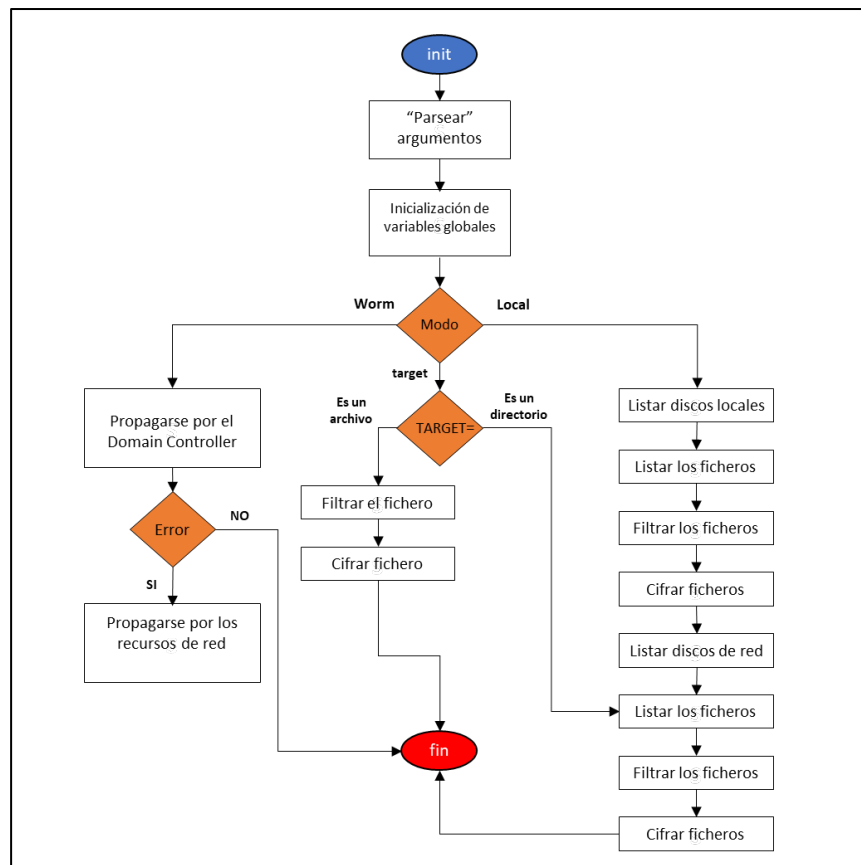 init
“Parsear”
argumentos
Inicialización de
variables globales
Worm
Local
Modo
target
Es un
archivo
Es un
directorio
TARGET=
Propagarse por el
Domain Controller
Error
NO
SI
Propagarse por los
recursos de red
Filtrar el fichero
Cifrar fichero
Listar discos locales
Listar los ficheros
Filtrar los ficheros
Cifrar ficheros
Listar discos de red
Listar los ficheros
Filtrar los ficheros
Cifrar ficheros
fin